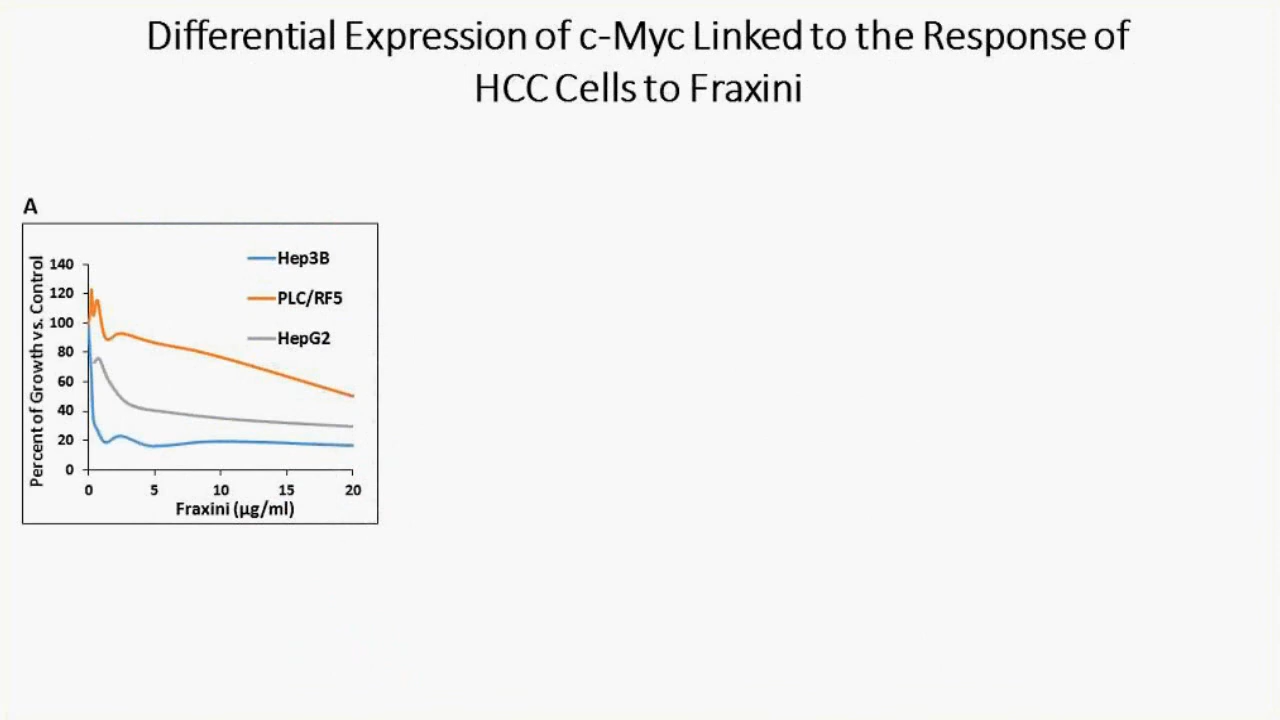 Differential Expression of c-Myc Linked to the Response of
HCC Cells to Fraxini
A
Percent of Growth vs. Control
140
120
100
80
60
40
20
0
Hep3B
PLC/RF5
HepG2
0 5 10 15 20
Fraxini (µg/ml)